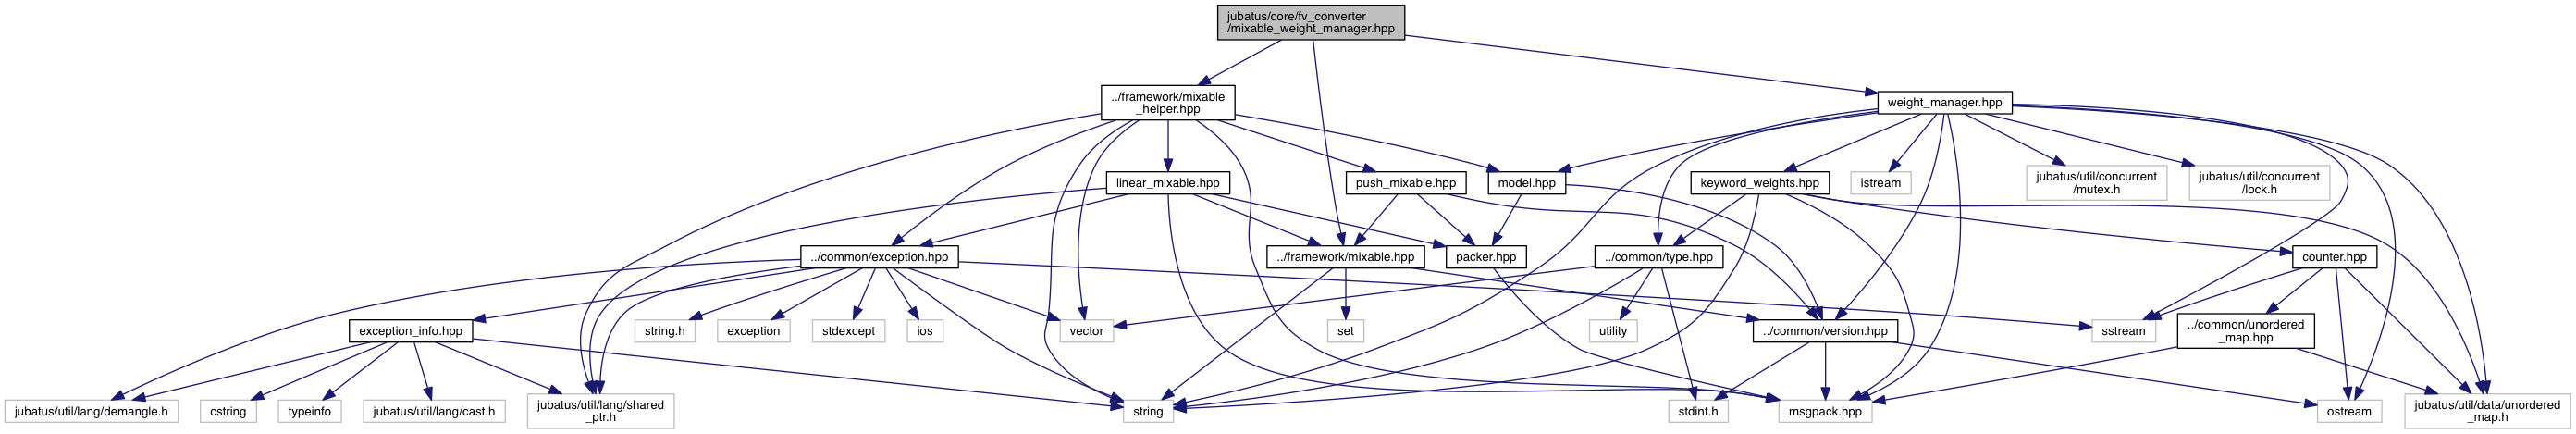 jubatus/core/fv_converter
/mixable_weight_manager.hpp
../framework/mixable
_helper.hpp
weight_manager.hpp
linear_mixable.hpp
push_mixable.hpp
model.hpp
keyword_weights.hpp
istream
jubatus/util/concurrent
/mutex.h
jubatus/util/concurrent
/lock.h
../common/exception.hpp
../framework/mixable.hpp
packer.hpp
../common/type.hpp
counter.hpp
exception_info.hpp
string.h
exception
stdexcept
ios
vector
set
utility
../common/version.hpp
sstream
../common/unordered
_map.hpp
jubatus/util/lang/demangle.h
cstring
typeinfo
jubatus/util/lang/cast.h
jubatus/util/lang/shared
_ptr.h
string
stdint.h
msgpack.hpp
ostream
jubatus/util/data/unordered
_map.h